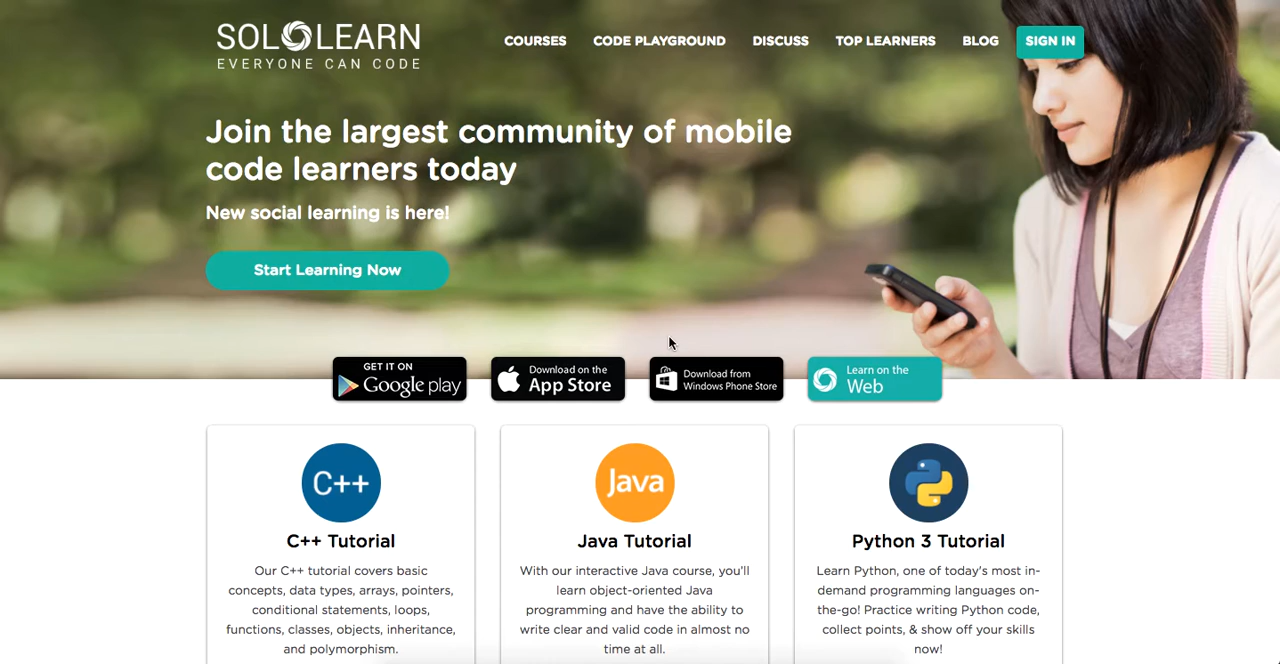 SOLOLEARN
EVERYONE CAN CODE
COURSES CODE PLAYGROUND DISCUSS TOP LEARNERS BLOG SIGN IN
Join the largest community of mobile
code learners today
New social learning is here!
Start Learning Now
GET IT ON
Google play
Download on the
App Store
Download from
Windows Phone Store
Learn on the
Web
C++
C++ Tutorial
Our C++ tutorial covers basic
concepts, data types, arrays, pointers,
conditional statements, loops,
functions, classes, objects, inheritance,
and polymorphism.
Java
Java Tutorial
With our interactive Java course, you'll
learn object-oriented Java
programming and have the ability to
write clear and valid code in almost no
time at all.
Python 3 Tutorial
Learn Python, one of today's most in-
demand programming languages on-
the-go! Practice writing Python code,
collect points, & show off your skills
now!